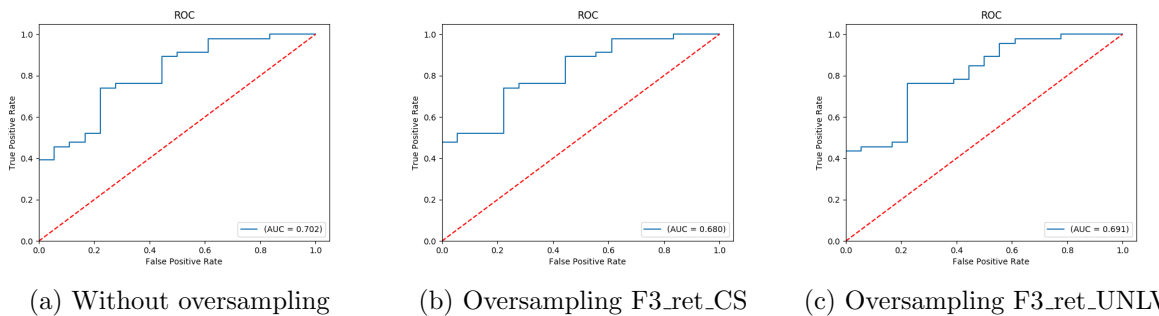 ROC
True Positive Rate
1.0
0.8
0.6
0.4
0.2
0.0
0.0 0.2 0.4 0.6 0.8 1.0
False Positive Rate
(AUC = 0.702)
(a) Without oversampling
ROC
True Positive Rate
1.0
0.8
0.6
0.4
0.2
0.0
0.0 0.2 0.4 0.6 0.8 1.0
False Positive Rate
(AUC = 0.680)
(b) Oversampling F3_ret_CS
ROC
True Positive Rate
1.0
0.8
0.6
0.4
0.2
0.0
0.0 0.2 0.4 0.6 0.8 1.0
False Positive Rate
(AUC = 0.691)
(c) Oversampling F3_ret_UNLV